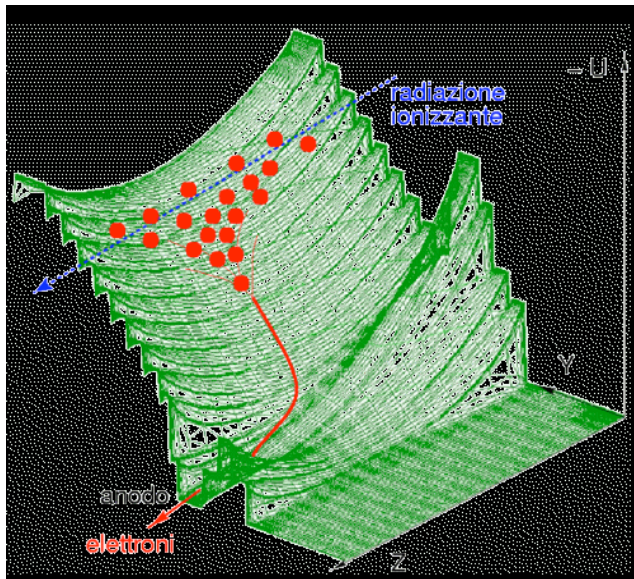 – U
radiazione
ionizzante
Y
anodo
elettroni
Z